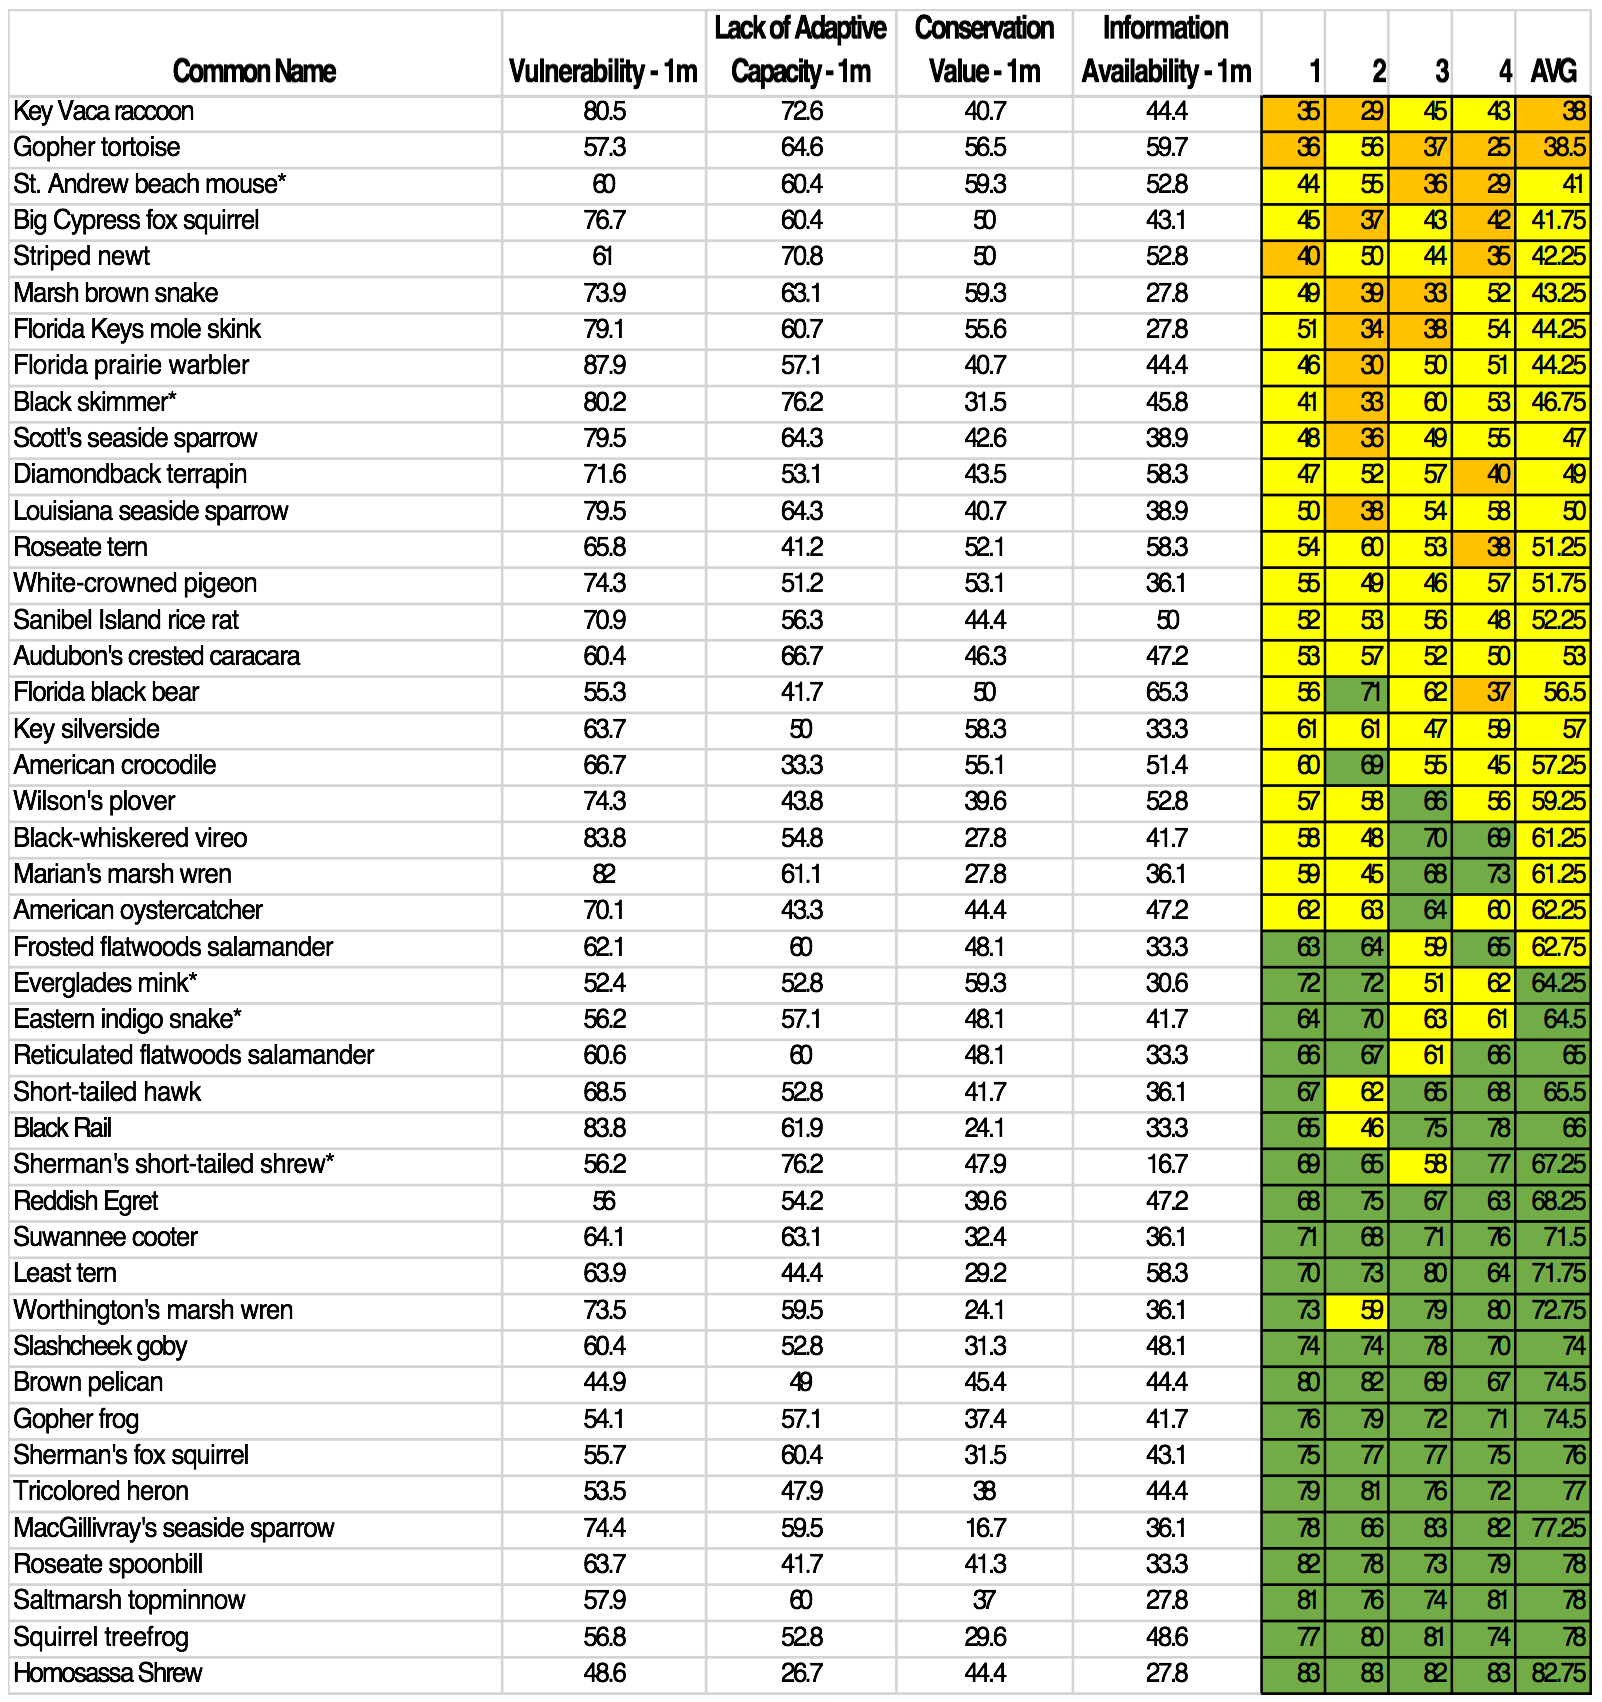 Lack of Adaptive Conservation Information
Common Name Vulnerability - 1m Capacity - 1m Value - 1m Availability - 1m 1 2 3 4 AVG
Key Vaca raccoon 80.5 72.6 40.7 44.4 35 29 45 43 38
Gopher tortoise 57.3 64.6 56.5 59.7 36 56 37 25 38.5
St. Andrew beach mouse* 60 60.4 59.3 52.8 44 55 36 29 41
Big Cypress fox squirrel 76.7 60.4 50 43.1 45 37 43 42 41.75
Striped newt 61 70.8 50 52.8 40 50 44 35 42.25
Marsh brown snake 73.9 63.1 59.3 27.8 49 39 33 52 43.25
Florida Keys mole skink 79.1 60.7 55.6 27.8 51 34 38 54 44.25
Florida prairie warbler 87.9 57.1 40.7 44.4 46 30 50 51 44.25
Black skimmer* 80.2 76.2 31.5 45.8 41 33 60 53 46.75
Scott's seaside sparrow 79.5 64.3 42.6 38.9 48 36 49 55 47
Diamondback terrapin 71.6 53.1 43.5 58.3 47 52 57 40 49
Louisiana seaside sparrow 79.5 64.3 40.7 38.9 50 38 54 58 50
Roseate tern 65.8 41.2 52.1 58.3 54 60 53 38 51.25
White-crowned pigeon 74.3 51.2 53.1 36.1 55 49 46 57 51.75
Sanibel Island rice rat 70.9 56.3 44.4 50 52 53 56 48 52.25
Audubon's crested caracara 60.4 66.7 46.3 47.2 53 57 52 50 53
Florida black bear 55.3 41.7 50 65.3 56 71 62 37 56.5
Key silverside 63.7 50 58.3 33.3 61 61 47 59 57
American crocodile 66.7 33.3 55.1 51.4 60 69 55 45 57.25
Wilson's plover 74.3 43.8 39.6 52.8 57 58 66 56 59.25
Black-whiskered vireo 83.8 54.8 27.8 41.7 58 48 70 69 61.25
Marian's marsh wren 82 61.1 27.8 36.1 59 45 68 73 61.25
American oystercatcher 70.1 43.3 44.4 47.2 62 63 64 60 62.25
Frosted flatwoods salamander 62.1 60 48.1 33.3 63 64 59 65 62.75
Everglades mink* 52.4 52.8 59.3 30.6 72 72 51 62 64.25
Eastern indigo snake* 56.2 57.1 48.1 41.7 64 70 63 61 64.5
Reticulated flatwoods salamander 60.6 60 48.1 33.3 66 67 61 66 65
Short-tailed hawk 68.5 52.8 41.7 36.1 67 62 65 68 65.5
Black Rail 83.8 61.9 24.1 33.3 65 46 75 78 66
Sherman's short-tailed shrew* 56.2 76.2 47.9 16.7 69 65 58 77 67.25
Reddish Egret 56 54.2 39.6 47.2 68 75 67 63 68.25
Suwannee cooter 64.1 63.1 32.4 36.1 71 68 71 76 71.5
Least tern 63.9 44.4 29.2 58.3 70 73 80 64 71.75
Worthington's marsh wren 73.5 59.5 24.1 36.1 73 59 79 80 72.75
Slashcheek goby 60.4 52.8 31.3 48.1 74 74 78 70 74
Brown pelican 44.9 49 45.4 44.4 80 82 69 67 74.5
Gopher frog 54.1 57.1 37.4 41.7 76 79 72 71 74.5
Sherman's fox squirrel 55.7 60.4 31.5 43.1 75 77 77 75 76
Tricolored heron 53.5 47.9 38 44.4 79 81 76 72 77
MacGillivray's seaside sparrow 74.4 59.5 16.7 36.1 78 66 83 82 77.25
Roseate spoonbill 63.7 41.7 41.3 33.3 82 78 73 79 78
Saltmarsh topminnow 57.9 60 37 27.8 81 76 74 81 78
Squirrel treefrog 56.8 52.8 29.6 48.6 77 80 81 74 78
Homosassa Shrew 48.6 26.7 44.4 27.8 83 83 82 83 82.75